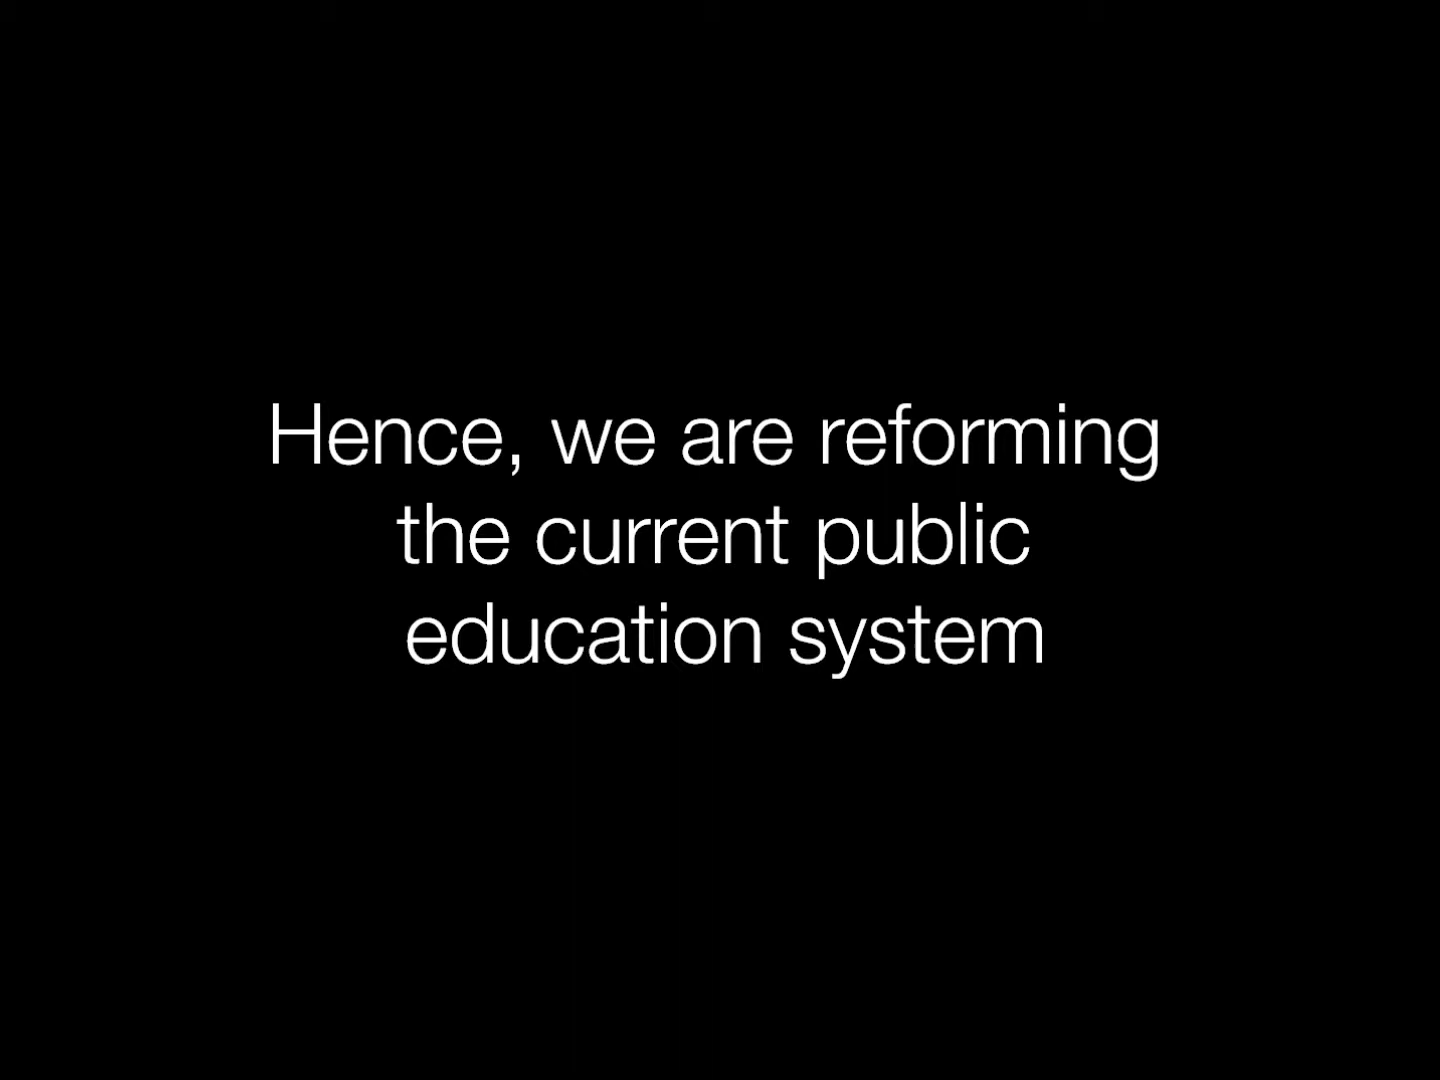 Hence, we are reforming
the current public
education system